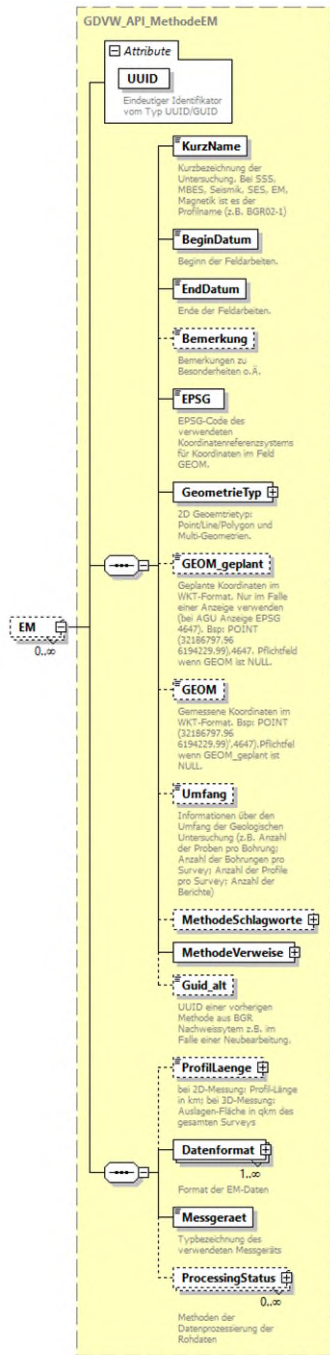 GDVW_API_MethodeEM
Attribute
UUID
Eindeutiger Identifikator
vom Typ UUID/GUID
KurzName
Kurzbezeichnung der
Untersuchung. Bei SSS,
MBES, Seismik, SES, EM,
Magnetik ist es der
Profilname (z.B. BGR02-1)
BeginDatum
Beginn der Feldarbeiten.
EndDatum
Ende der Feldarbeiten.
Bemerkung
Bemerkungen zu
Besonderheiten o.Ä.
EPSG
EPSG-Code des
verwendeten
Koordinatenreferenzsystems
für Koordinaten im Feld
GEOM.
GeometrieTyp
2D Geoemtrietyp:
Point/Line/Polygon und
Multi-Geometrien.
GEOM_geplant
Geplante Koordinaten im
WKT-Format. Nur im Falle
einer Anzeige verwenden
(bei AGU Anzeige EPSG
4647). Bsp: POINT
(32186797.96
6194229.99),4647. Pflichtfeld
wenn GEOM ist NULL.
EM
0..∞
GEOM
Gemessene Koordinaten im
WKT-Format. Bsp: POINT
(32186797.96
6194229.99)',4647).Pflichtfel
wenn GEOM_geplant ist
NULL.
Umfang
Informationen über den
Umfang der Geologischen
Untersuchung (z.B. Anzahl
der Proben pro Bohrung;
Anzahl der Bohrungen pro
Survey; Anzahl der Profile
pro Survey; Anzahl der
Berichte)
MethodeSchlagworte
MethodeVerweise
Guid_alt
UUID einer vorherigen
Methode aus BGR
Nachweissytem z.B. im
Falle einer Neubearbeitung.
ProfilLaenge
bei 2D-Messung: Profil-Länge
in km; bei 3D-Messung:
Auslagen-Fläche in qkm des
gesamten Surveys
Datenformat
1..∞
Format der EM-Daten
Messgeraet
Typbezeichnung des
verwendeten Messgeräts
ProcessingStatus
0..∞
Methoden der
Datenprozessierung der
Rohdaten